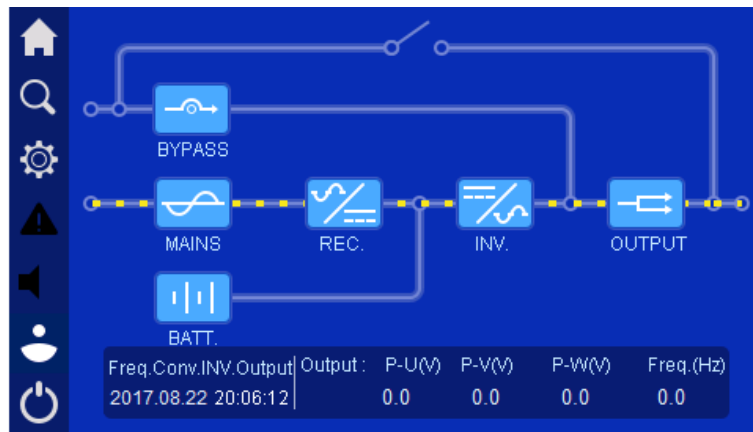 BYPASS
MAINS REC. INV. OUTPUT
BATT.
Freq.Conv.INV.Output Output : P-U(V) P-V(V) P-W(V) Freq.(Hz)
2017.08.22 20:06:12 0.0 0.0 0.0 0.0